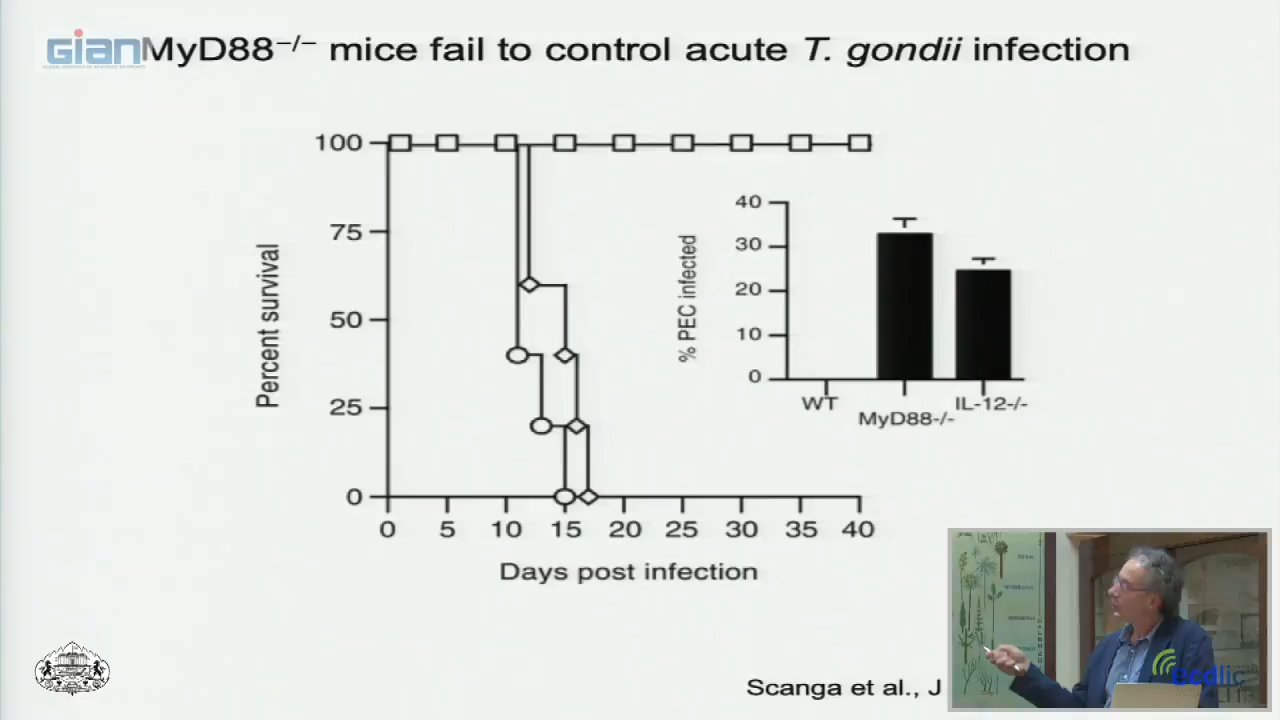 GIAN
MyD88–/– mice fail to control acute T. gondii infection
100
75
50
25
0
Percent survival
0 5 10 15 20 25 30 35 40
Days post infection
40
30
20
10
0
% PEC infected
WT
MyD88-/-
IL-12-/-
Scanga et al., J